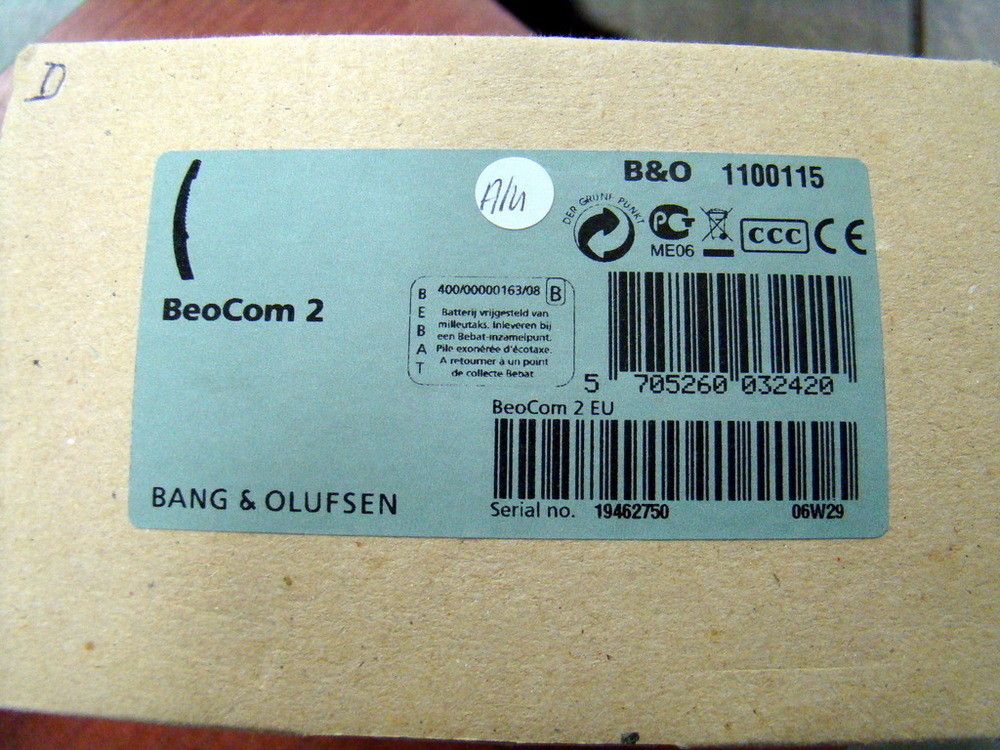 D
A/U
B&O 1100115
DER GRÜNE PUNKT
PCT
ME06
CCC
CE
BeoCom 2
BEBAT
400/00000163/08 B
Batterij vrijgesteld van
milieutaks. Inleveren bij
een Bebat-inzamelpunt.
Pile exonérée d'écotaxe.
A retourner à un point
de collecte Bebat
5 705260 032420
BeoCom 2 EU
BANG & OLUFSEN
Serial no. 19462750 06W29